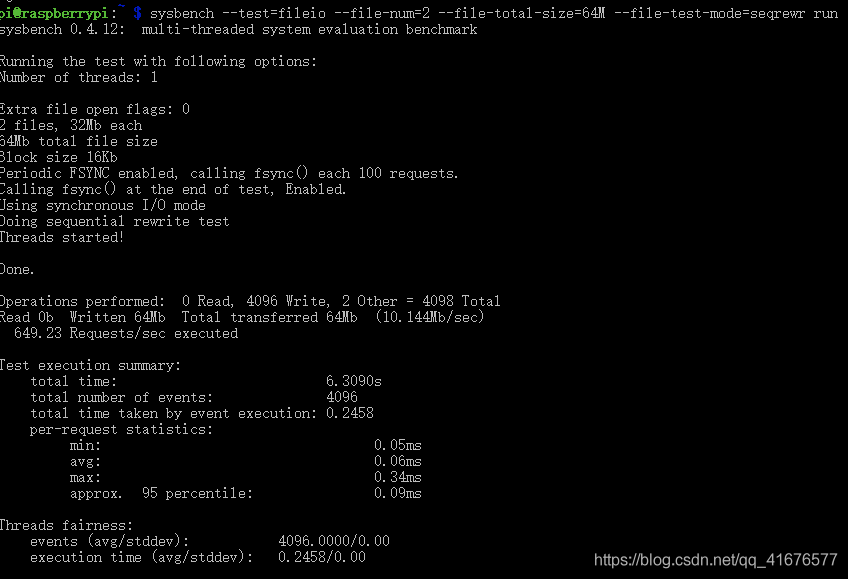 pi@raspberrypi:~ $ sysbench --test=fileio --file-num=2 --file-total-size=64M --file-test-mode=seqrewr run
sysbench 0.4.12:  multi-threaded system evaluation benchmark
Running the test with following options:
Number of threads: 1
Extra file open flags: 0
2 files, 32Mb each
64Mb total file size
Block size 16Kb
Periodic FSYNC enabled, calling fsync() each 100 requests.
Calling fsync() at the end of test, Enabled.
Using synchronous I/O mode
Doing sequential rewrite test
Threads started!
Done.
Operations performed:  0 Read, 4096 Write, 2 Other = 4098 Total
Read 0b  Written 64Mb  Total transferred 64Mb  (10.144Mb/sec)
649.23 Requests/sec executed
Test execution summary:
total time: 6.3090s
total number of events: 4096
total time taken by event execution: 0.2458
per-request statistics:
min: 0.05ms
avg: 0.06ms
max: 0.34ms
approx.  95 percentile: 0.09ms
Threads fairness:
events (avg/stddev): 4096.0000/0.00
execution time (avg/stddev): 0.2458/0.00
https://blog.csdn.net/qq_41676577